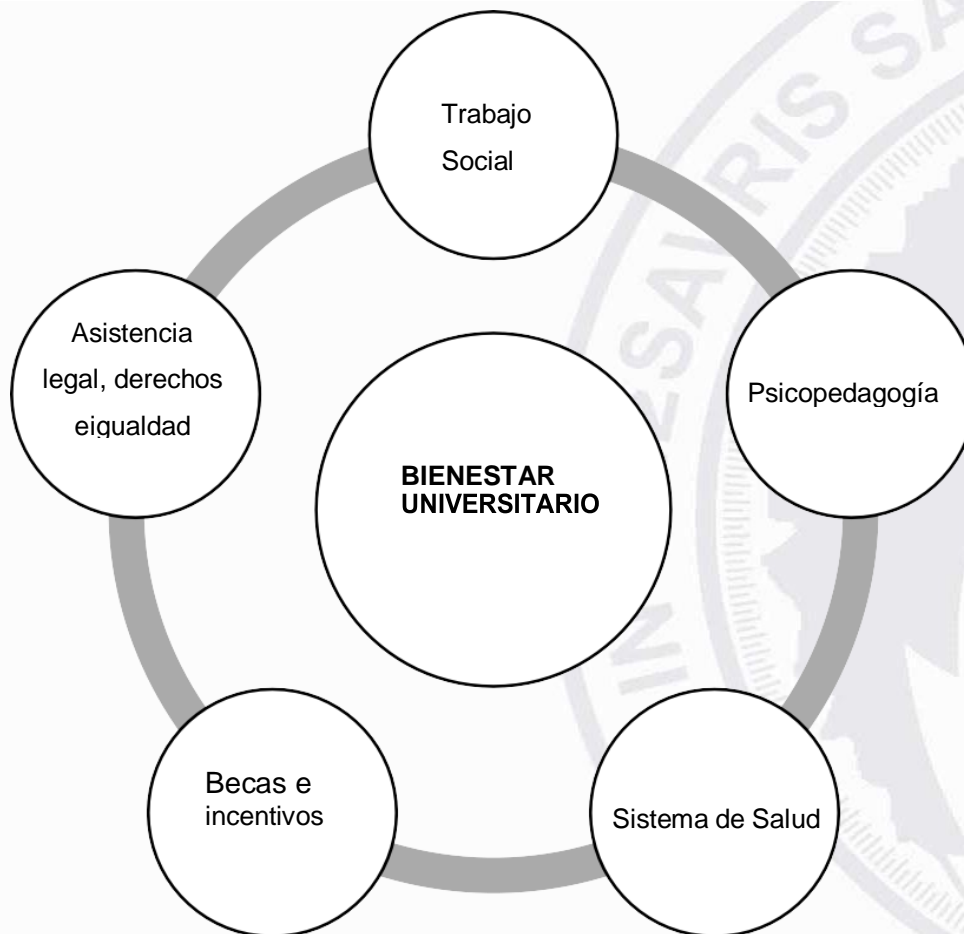 Trabajo
Social
Asistencia
legal, derechos
eigualdad
Psicopedagogía
BIENESTAR
UNIVERSITARIO
Becas e
incentivos
Sistema de Salud